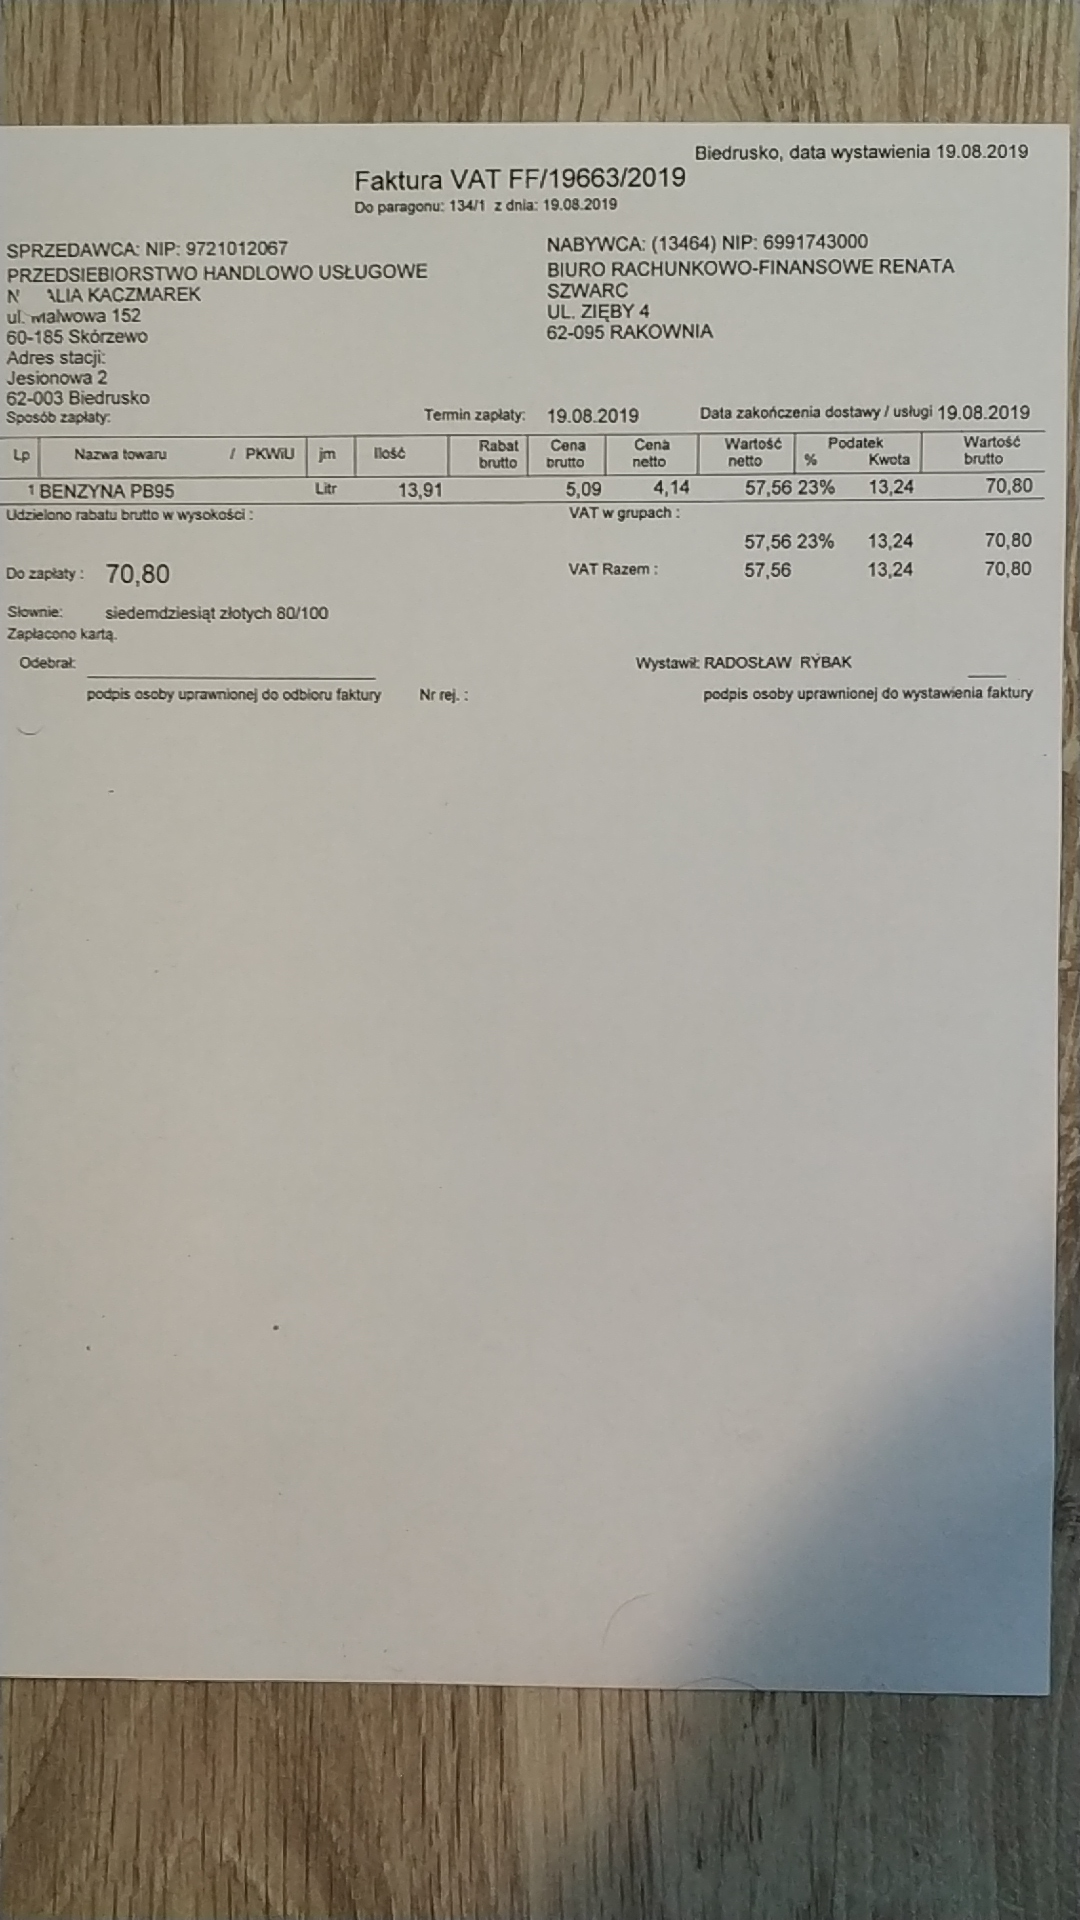 Biedrusko, data wystawienia 19.08.2019
Faktura VAT FF/19663/2019
Do paragonu: 134/1 z dnia: 19.08.2019
SPRZEDAWCA: NIP: 9721012067
PRZEDSIEBIORSTWO HANDLOWO USŁUGOWE
KACZMAREK
ul. Malwowa 152
60-185 Skórzewo
Adres stacji:
Jesionowa 2
62-003 Biedrusko
NABYWCA: (13464) NIP: 6991743000
BIURO RACHUNKOWO-FINANSOWE RENATA
SZWARC
UL. ZIĘBY 4
62-095 RAKOWNIA
Sposób zapłaty: Termin zapłaty: 19.08.2019 Data zakończenia dostawy / usługi 19.08.2019
Lp Nazwa towaru / PKWiU jm Ilość Rabat brutto Cena brutto Cena netto Wartość netto Podatek % Kwota Wartość brutto
1 BENZYNA PB95 Litr 13,91 5,09 4,14 57,56 23% 13,24 70,80
Udzielono rabatu brutto w wysokości : VAT w grupach :
57,56 23% 13,24 70,80
Do zapłaty : 70,80 VAT Razem : 57,56 13,24 70,80
Słownie: siedemdziesiąt złotych 80/100
Zapłacono kartą.
Odebrał: Wystawił: RADOSŁAW RYBAK
podpis osoby uprawnionej do odbioru faktury Nr rej. : podpis osoby uprawnionej do wystawienia faktury